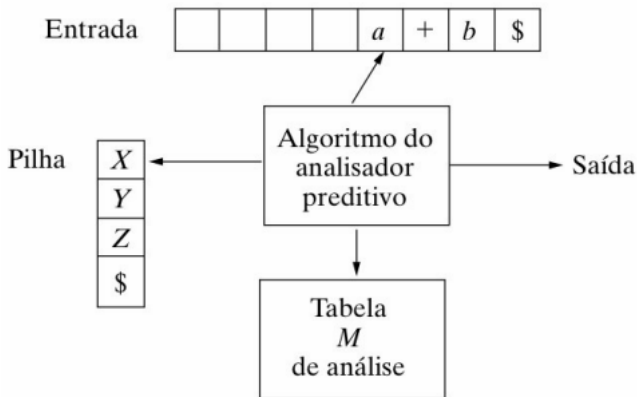 Entrada a + b $
Algoritmo do
analisador
preditivo
Pilha X
Y
Z
$
Saída
Tabela
M
de análise